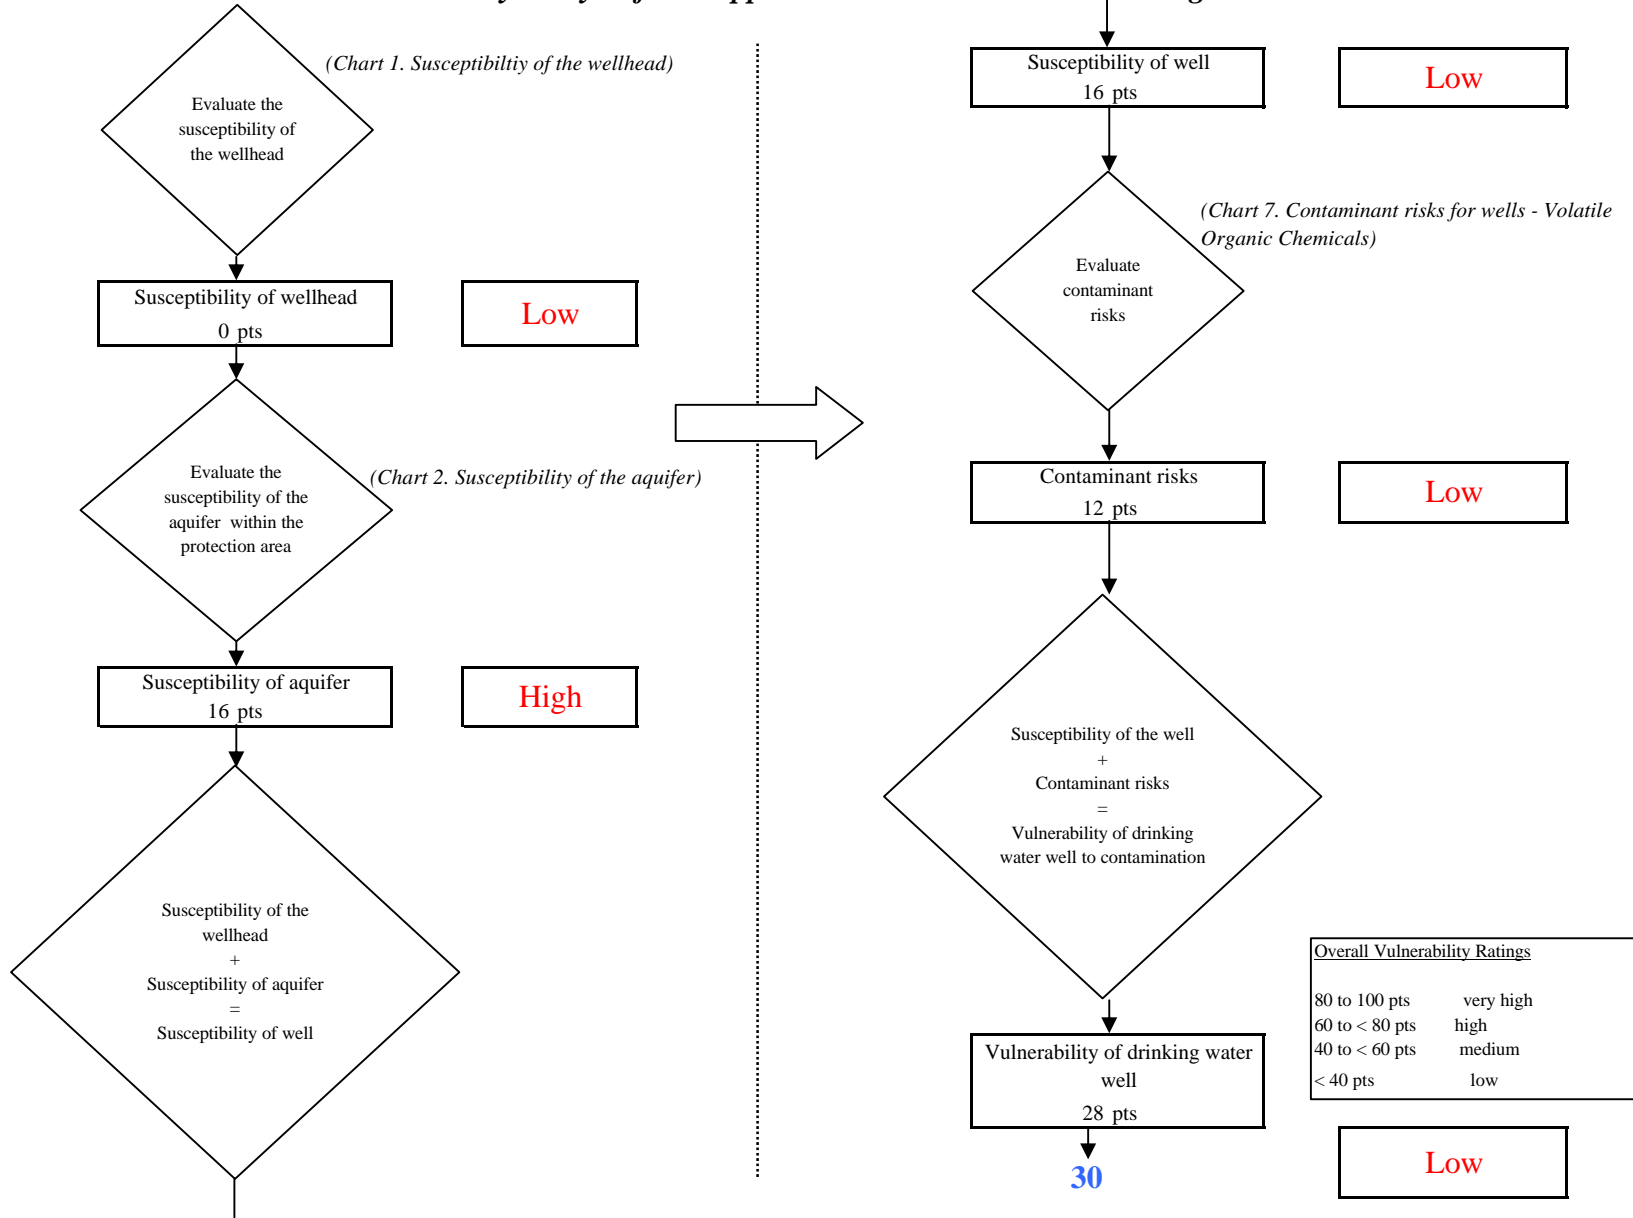 (Chart 1. Susceptibiltiy of the wellhead)
Evaluate the
susceptibility of
the wellhead
Susceptibility of wellhead
0 pts
Low
Evaluate the
susceptibility of the
aquifer within the
protection area
(Chart 2. Susceptibility of the aquifer)
Susceptibility of aquifer
16 pts
High
Susceptibility of the
wellhead
+
Susceptibility of aquifer
=
Susceptibility of well
Susceptibility of well
16 pts
Low
(Chart 7. Contaminant risks for wells - Volatile
Organic Chemicals)
Evaluate
contaminant
risks
Contaminant risks
12 pts
Low
Susceptibility of the well
+
Contaminant risks
=
Vulnerability of drinking
water well to contamination
Overall Vulnerability Ratings
80 to 100 pts very high
60 to < 80 pts high
40 to < 60 pts medium
< 40 pts low
Vulnerability of drinking water
well
28 pts
30
Low